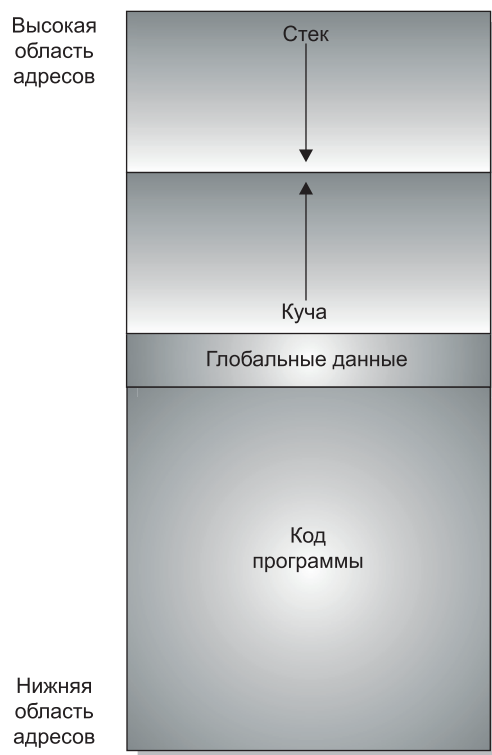 Высокая
область
адресов
Стек
Куча
Глобальные данные
Код
программы
Нижняя
область
адресов